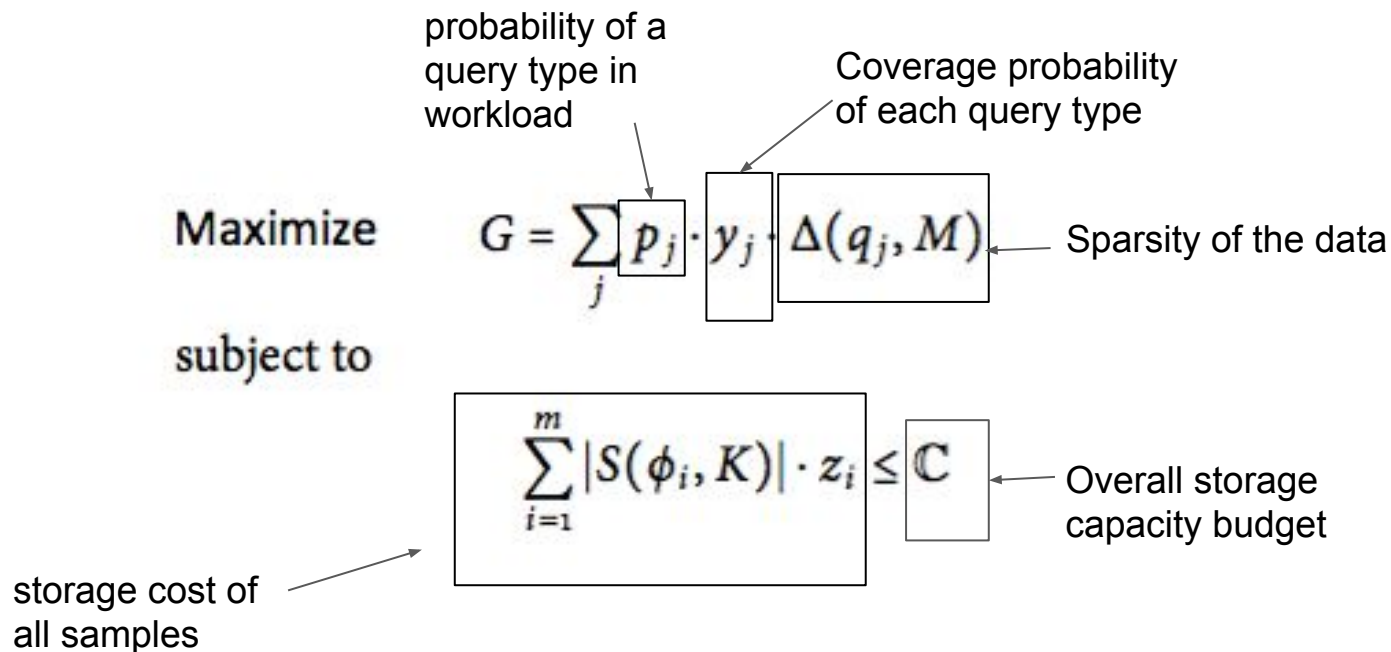 probability of a
query type in
workload
Coverage probability
of each query type
Maximize G = ∑_j p_j · y_j · Δ(q_j, M)
Sparsity of the data
subject to
∑_{i=1}^{m} |S(ϕ_i, K)| · z_i ≤ ℂ
Overall storage
capacity budget
storage cost of
all samples